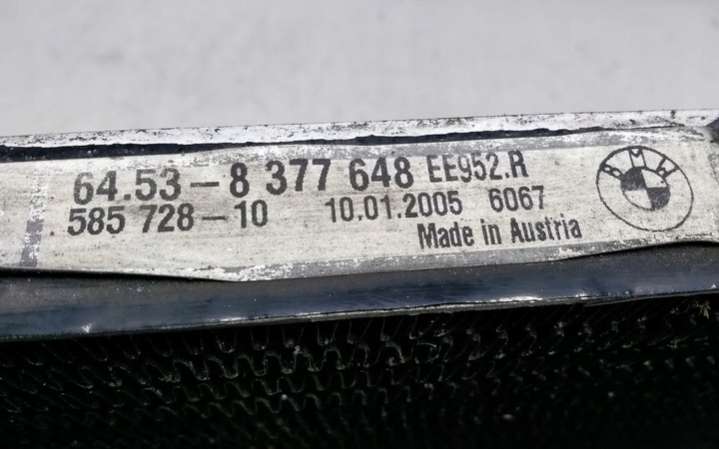 64.53-8 377 648 EE952.R
585 728-10 10.01.2005 6067
Made in Austria
BMW